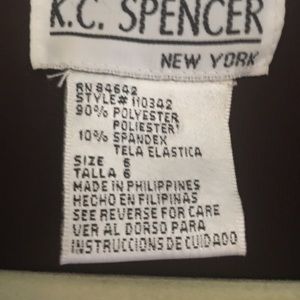 K.C. SPENCER
NEW YORK
RN 84642
STYLE# 110342
90% POLYESTER
POLIESTER
10% SPANDEX
TELA ELASTICA
SIZE 6
TALLA 6
MADE IN PHILIPPINES
HECHO EN FILIPINAS
SEE REVERSE FOR CARE
VER AL DORSO PARA
INSTRUCCIONES DE CUIDADO